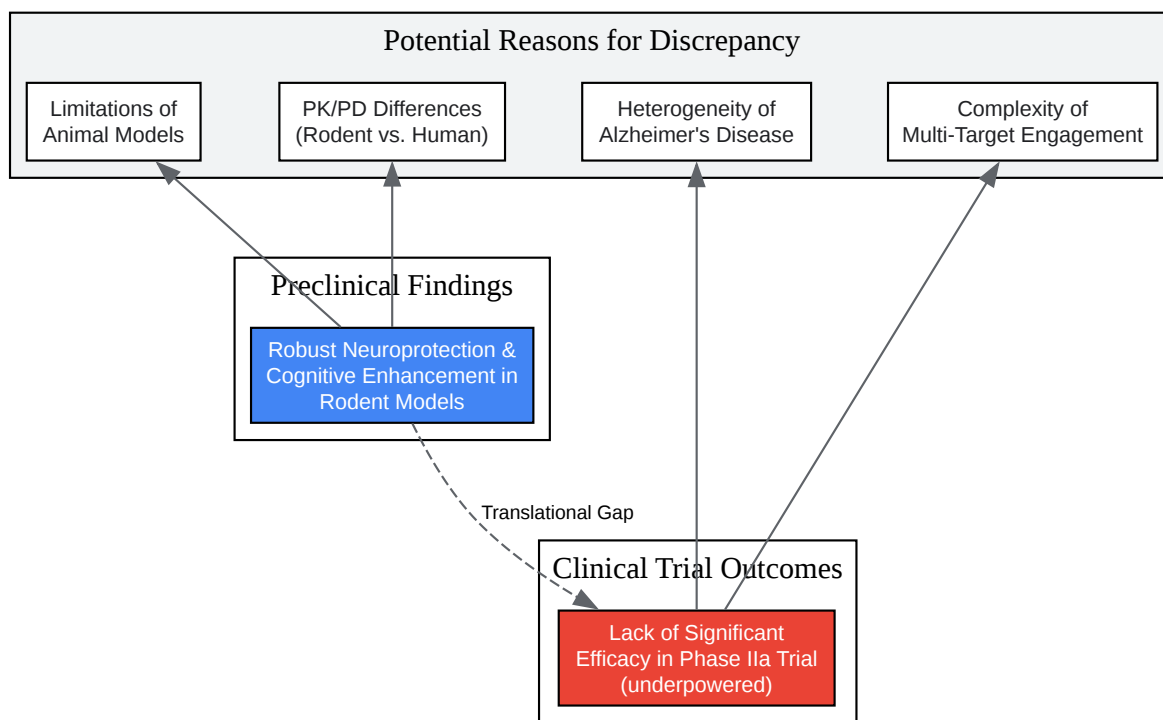 Potential Reasons for Discrepancy
Limitations of
Animal Models
PK/PD Differences
(Rodent vs. Human)
Heterogeneity of
Alzheimer's Disease
Complexity of
Multi-Target Engagement
Preclinical Findings
Robust Neuroprotection &
Cognitive Enhancement in
Rodent Models
Translational Gap
Clinical Trial Outcomes
Lack of Significant
Efficacy in Phase IIa Trial
(underpowered)